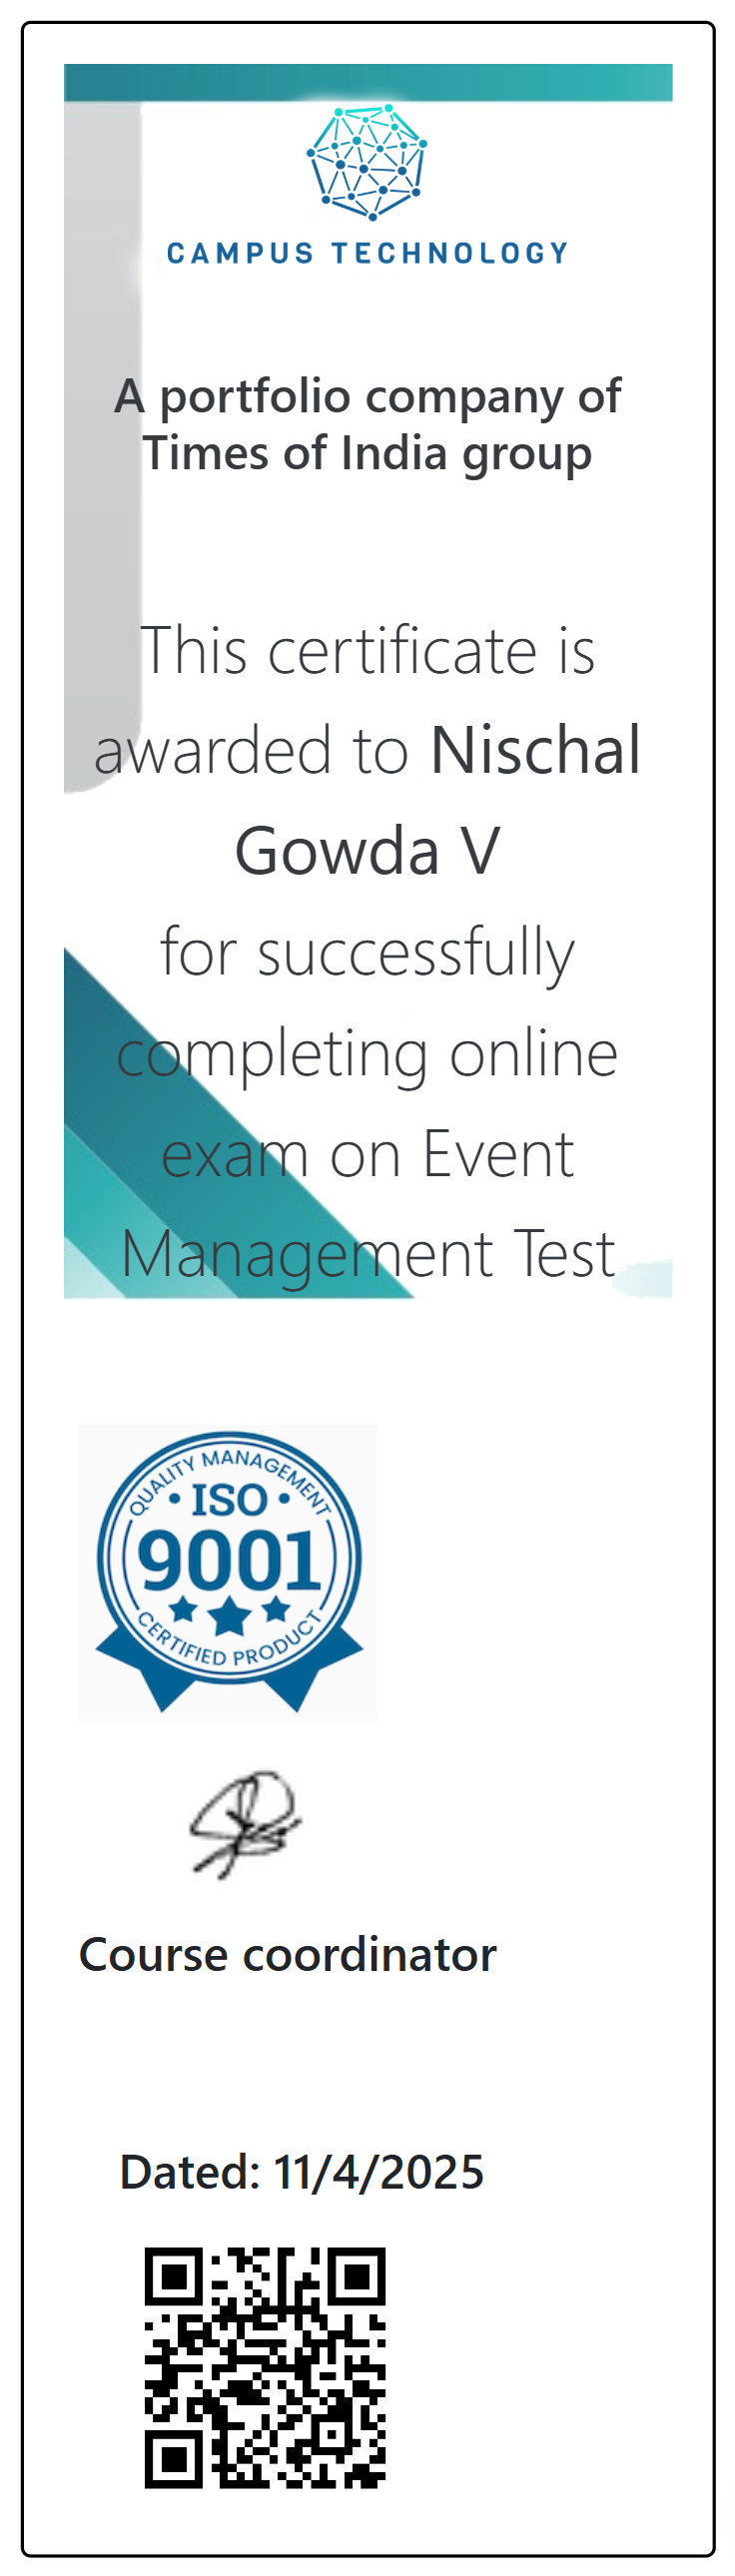 CAMPUS TECHNOLOGY
A portfolio company of
Times of India group
This certificate is
awarded to Nischal
Gowda V
for successfully
completing online
exam on Event
Management Test
QUALITY MANAGEMENT
• ISO •
9001
CERTIFIED PRODUCT
Course coordinator
Dated: 11/4/2025